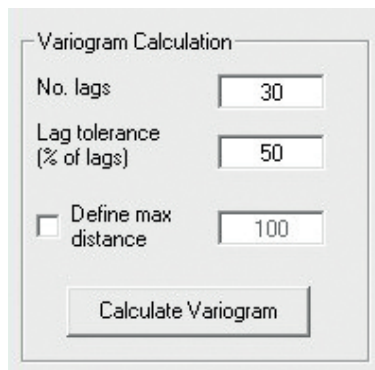 Variogram Calculation
No. lags 30
Lag tolerance
(% of lags) 50
Define max
distance 100
Calculate Variogram